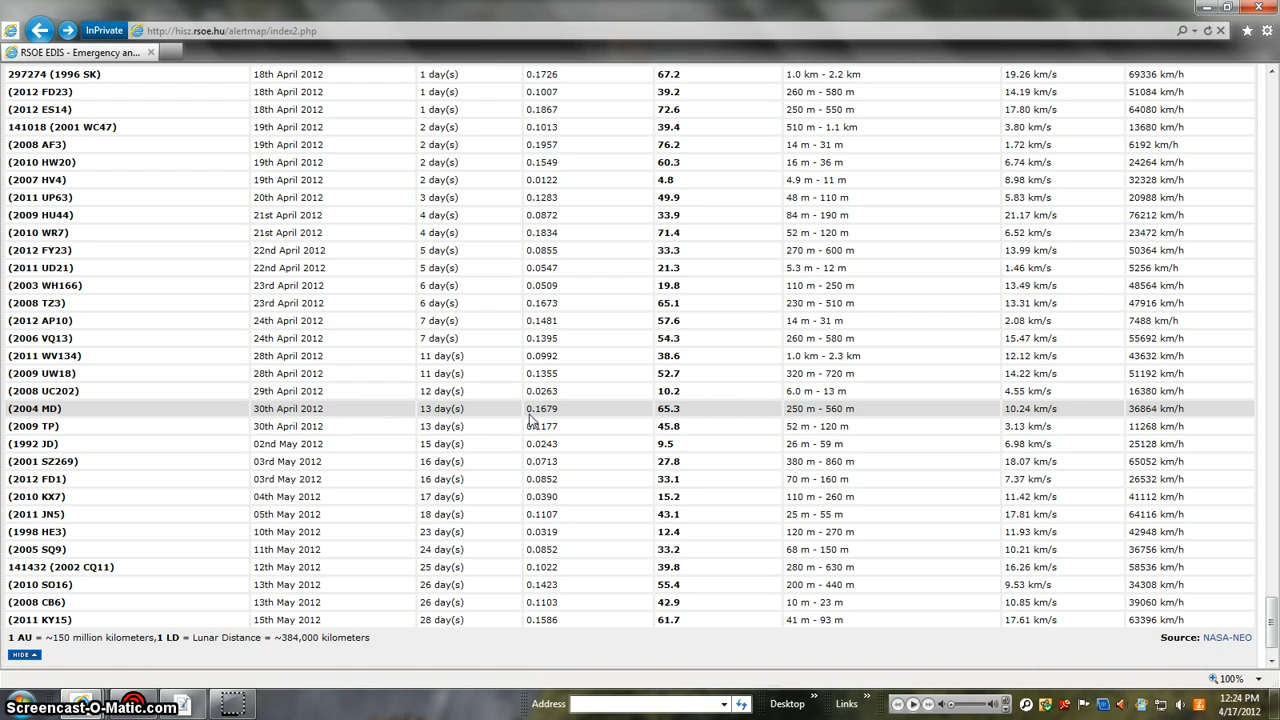 InPrivate http://hisz.rsoe.hu/alertmap/index2.php
RSOE EDIS - Emergency an...
297274 (1996 SK) 18th April 2012 1 day(s) 0.1726 67.2 1.0 km - 2.2 km 19.26 km/s 69336 km/h
(2012 FD23) 18th April 2012 1 day(s) 0.1007 39.2 260 m - 580 m 14.19 km/s 51084 km/h
(2012 ES14) 18th April 2012 1 day(s) 0.1867 72.6 250 m - 550 m 17.80 km/s 64080 km/h
141018 (2001 WC47) 19th April 2012 2 day(s) 0.1013 39.4 510 m - 1.1 km 3.80 km/s 13680 km/h
(2008 AF3) 19th April 2012 2 day(s) 0.1957 76.2 14 m - 31 m 1.72 km/s 6192 km/h
(2010 HW20) 19th April 2012 2 day(s) 0.1549 60.3 16 m - 36 m 6.74 km/s 24264 km/h
(2007 HV4) 19th April 2012 2 day(s) 0.0122 4.8 4.9 m - 11 m 8.98 km/s 32328 km/h
(2011 UP63) 20th April 2012 3 day(s) 0.1283 49.9 48 m - 110 m 5.83 km/s 20988 km/h
(2009 HU44) 21st April 2012 4 day(s) 0.0872 33.9 84 m - 190 m 21.17 km/s 76212 km/h
(2010 WR7) 21st April 2012 4 day(s) 0.1834 71.4 52 m - 120 m 6.52 km/s 23472 km/h
(2012 FY23) 22nd April 2012 5 day(s) 0.0855 33.3 270 m - 600 m 13.99 km/s 50364 km/h
(2011 UD21) 22nd April 2012 5 day(s) 0.0547 21.3 5.3 m - 12 m 1.46 km/s 5256 km/h
(2003 WH166) 23rd April 2012 6 day(s) 0.0509 19.8 110 m - 250 m 13.49 km/s 48564 km/h
(2008 TZ3) 23rd April 2012 6 day(s) 0.1673 65.1 230 m - 510 m 13.31 km/s 47916 km/h
(2012 AP10) 24th April 2012 7 day(s) 0.1481 57.6 14 m - 31 m 2.08 km/s 7488 km/h
(2006 VQ13) 24th April 2012 7 day(s) 0.1395 54.3 260 m - 580 m 15.47 km/s 55692 km/h
(2011 WV134) 28th April 2012 11 day(s) 0.0992 38.6 1.0 km - 2.3 km 12.12 km/s 43632 km/h
(2009 UW18) 28th April 2012 11 day(s) 0.1355 52.7 320 m - 720 m 14.22 km/s 51192 km/h
(2008 UC202) 29th April 2012 12 day(s) 0.0263 10.2 6.0 m - 13 m 4.55 km/s 16380 km/h
(2004 MD) 30th April 2012 13 day(s) 0.1679 65.3 250 m - 560 m 10.24 km/s 36864 km/h
(2009 TP) 30th April 2012 13 day(s) 0.1177 45.8 52 m - 120 m 3.13 km/s 11268 km/h
(1992 JD) 02nd May 2012 15 day(s) 0.0243 9.5 26 m - 59 m 6.98 km/s 25128 km/h
(2001 SZ269) 03rd May 2012 16 day(s) 0.0713 27.8 380 m - 860 m 18.07 km/s 65052 km/h
(2012 FD1) 03rd May 2012 16 day(s) 0.0852 33.1 70 m - 160 m 7.37 km/s 26532 km/h
(2010 KX7) 04th May 2012 17 day(s) 0.0390 15.2 110 m - 260 m 11.42 km/s 41112 km/h
(2011 JN5) 05th May 2012 18 day(s) 0.1107 43.1 25 m - 55 m 17.81 km/s 64116 km/h
(1998 HE3) 10th May 2012 23 day(s) 0.0319 12.4 120 m - 270 m 11.93 km/s 42948 km/h
(2005 SQ9) 11th May 2012 24 day(s) 0.0852 33.2 68 m - 150 m 10.21 km/s 36756 km/h
141432 (2002 CQ11) 12th May 2012 25 day(s) 0.1022 39.8 280 m - 630 m 16.26 km/s 58536 km/h
(2010 SO16) 13th May 2012 26 day(s) 0.1423 55.4 200 m - 440 m 9.53 km/s 34308 km/h
(2008 CB6) 13th May 2012 26 day(s) 0.1103 42.9 10 m - 23 m 10.85 km/s 39060 km/h
(2011 KY15) 15th May 2012 28 day(s) 0.1586 61.7 41 m - 93 m 17.61 km/s 63396 km/h
1 AU = ~150 million kilometers,1 LD = Lunar Distance = ~384,000 kilometers Source: NASA-NEO
HIDE
100%
Address Desktop Links 12:24 PM
Screencast-O-Matic.com 4/17/2012